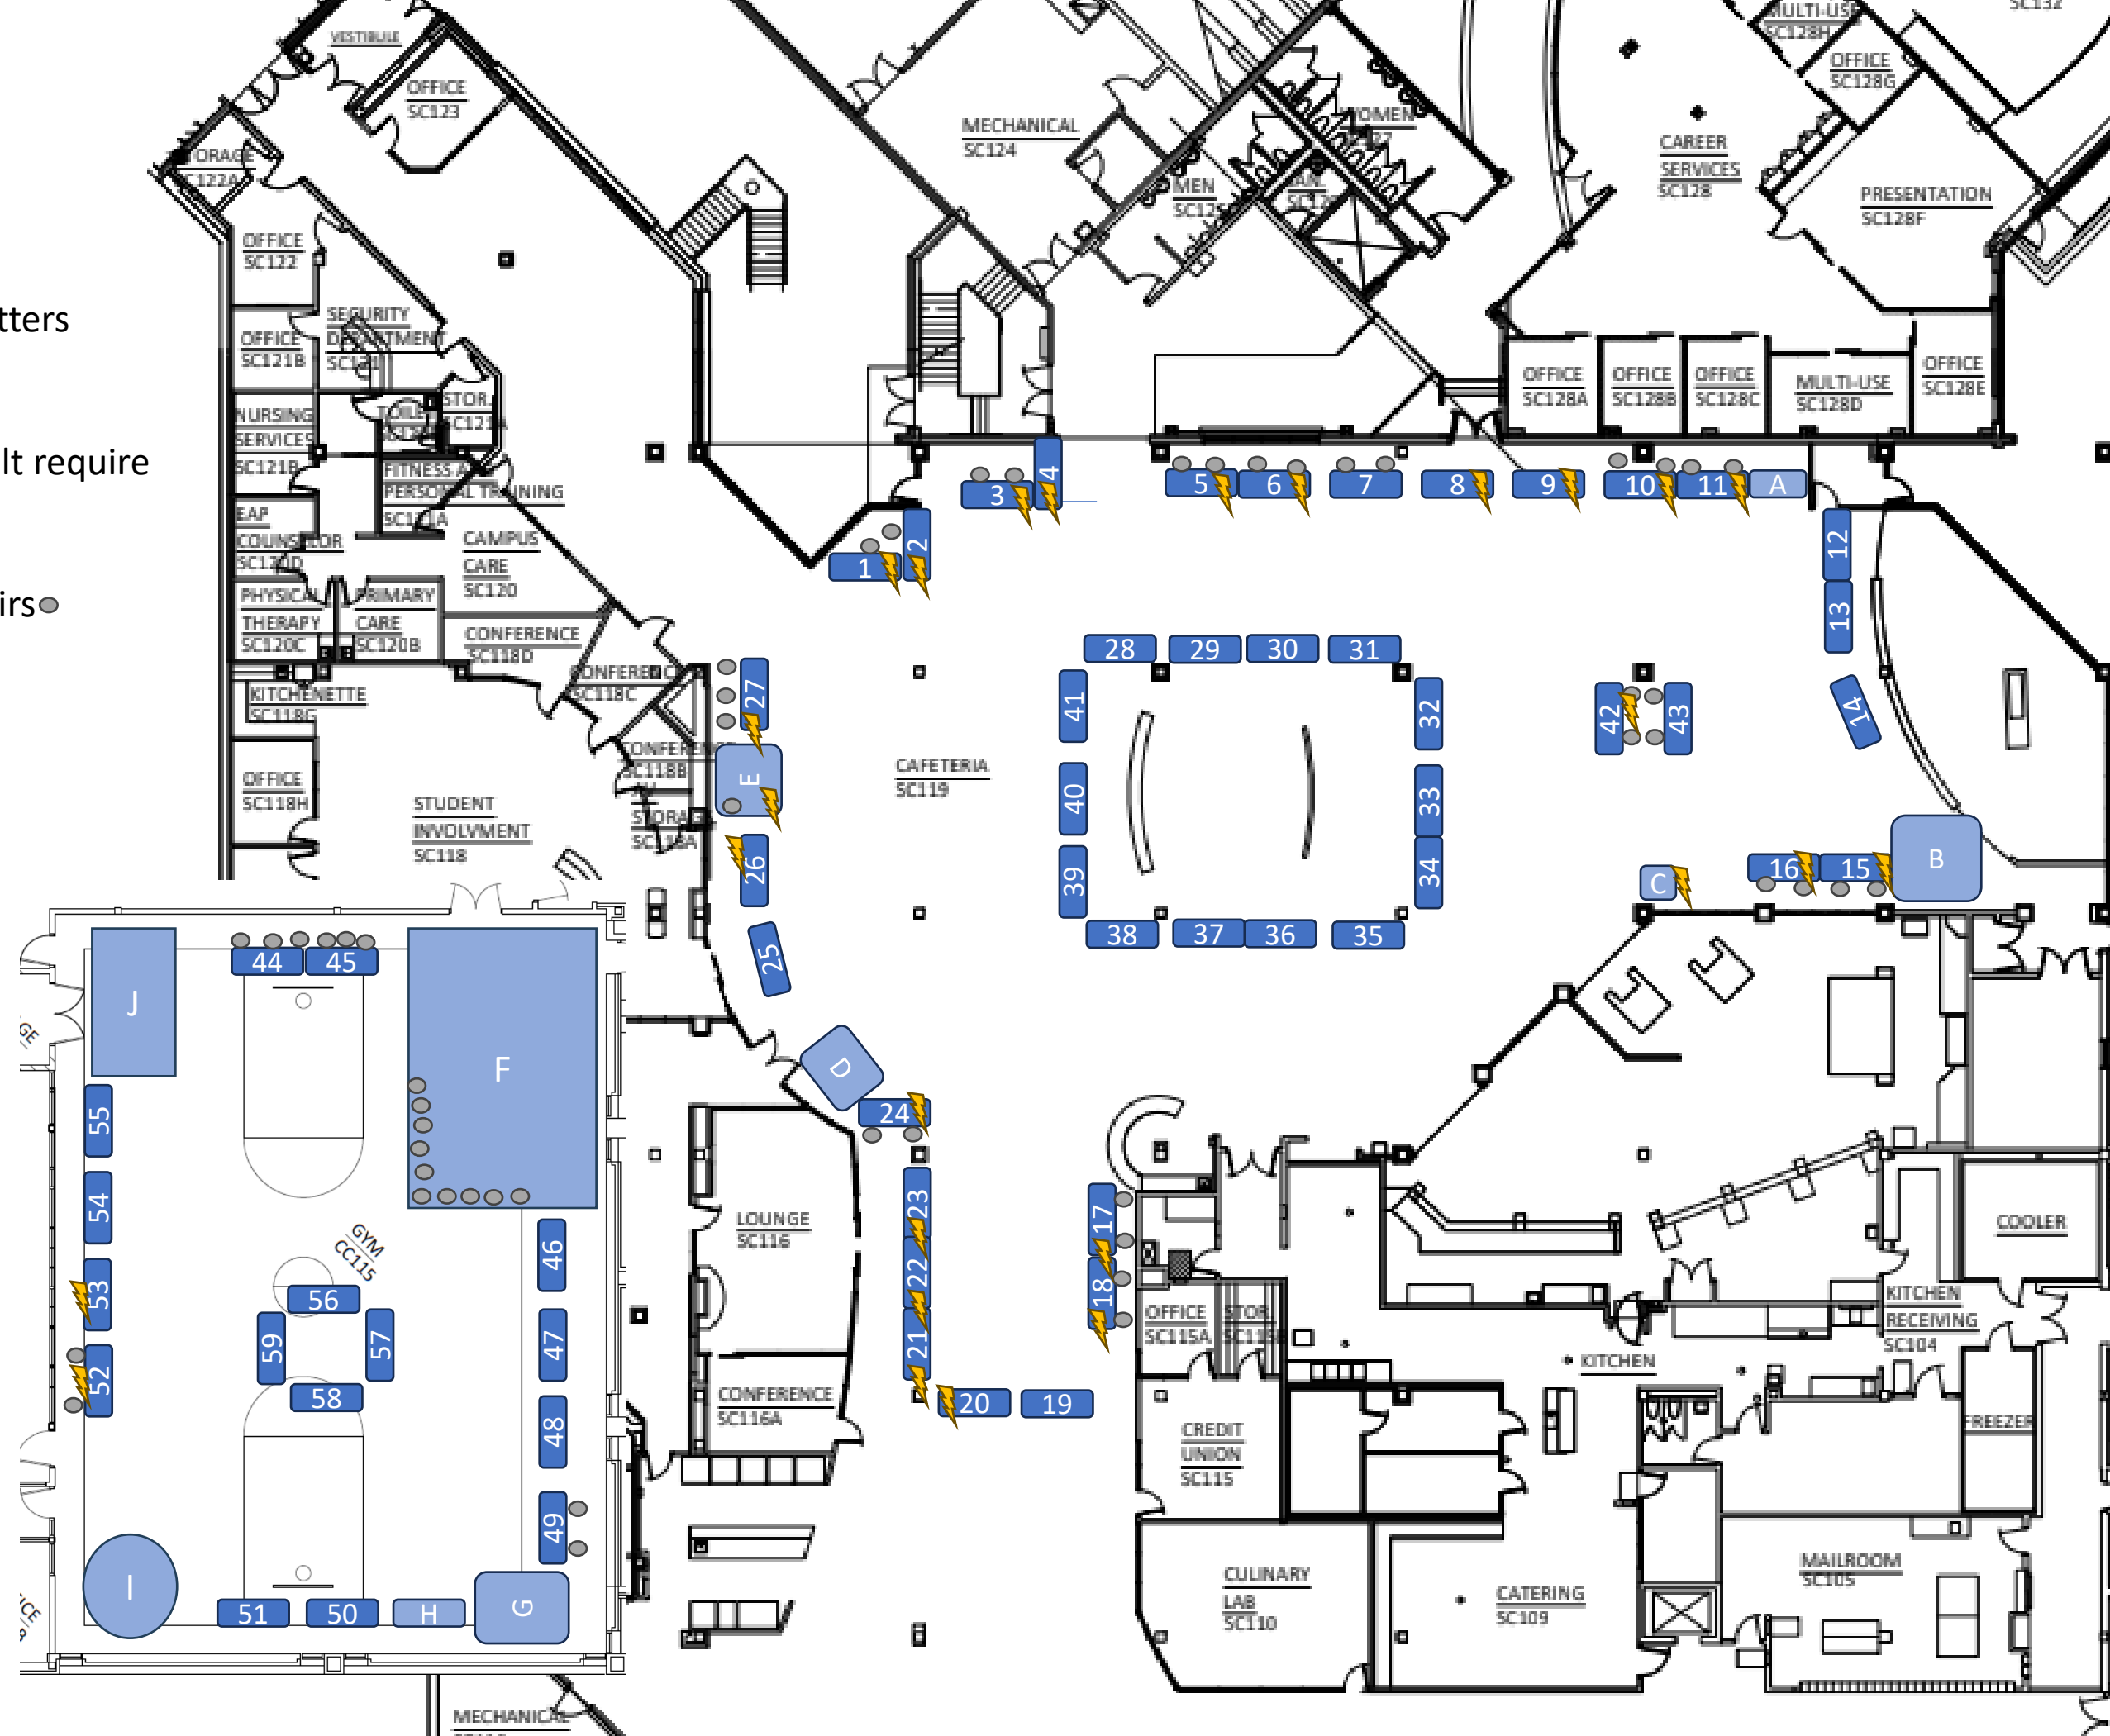 VESTIBULE
OFFICE
SC123
MECHANICAL
SC124
MEN
CAREER
SERVICES
SC128
OFFICE
SC128G
PRESENTATION
SC128F
OFFICE
SC122
tters
SECURITY
OFFICE
SC121B
lt require
NURSING
SERVICES
SC121B
PERSONAL TRAINING
EAP
CAMPUS
CARE
SC120
irs
PHYSICAL
THERAPY
SC120C
PRIMARY
CARE
SC120B
CONFERENCE
SC118D
SC118C
KITCHENETTE
SC118G
OFFICE
SC118H
STUDENT
INVOLVMENT
SC118
OFFICE
SC128A
OFFICE
SC128B
OFFICE
SC128C
MULTI-USE
SC128D
OFFICE
SC128E
1
2
3
4
5
6
7
8
9
10
11
A
12
13
14
28
29
30
31
41
40
39
32
33
34
38
37
36
35
42
43
CAFETERIA
SC119
27
E
26
25
D
24
23
22
21
20
19
17
18
C
16
15
B
LOUNGE
SC116
CONFERENCE
SC116A
OFFICE
SC115A
STOR.
CREDIT
UNION
SC115
CULINARY
LAB
SC110
CATERING
SC109
KITCHEN
KITCHEN
RECEIVING
SC104
COOLER
FREEZER
MAILROOM
SC105
J
44
45
F
55
54
53
52
GYM
CC115
56
59
57
58
46
47
48
49
I
51
50
H
G
MECHANICAL